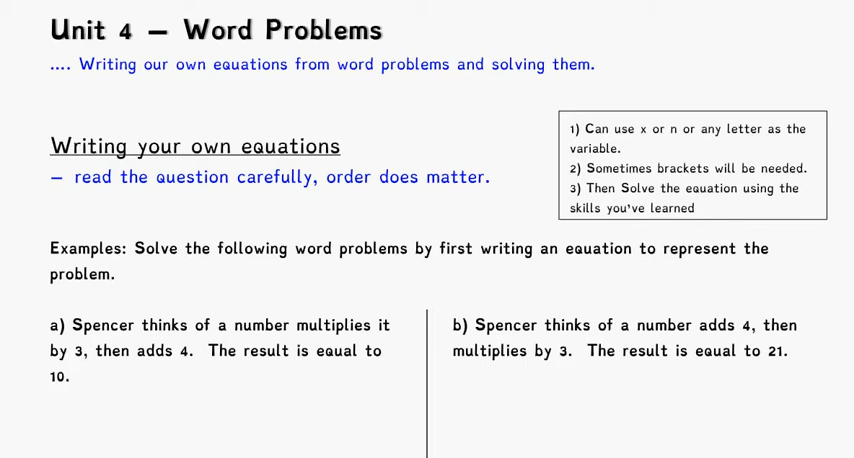 Unit 4 – Word Problems
.... Writing our own equations from word problems and solving them.
Writing your own equations
– read the question carefully, order does matter.
1) Can use x or n or any letter as the
variable.
2) Sometimes brackets will be needed.
3) Then Solve the equation using the
skills you've learned
Examples: Solve the following word problems by first writing an equation to represent the
problem.
a) Spencer thinks of a number multiplies it
by 3, then adds 4. The result is equal to
10.
b) Spencer thinks of a number adds 4, then
multiplies by 3. The result is equal to 21.